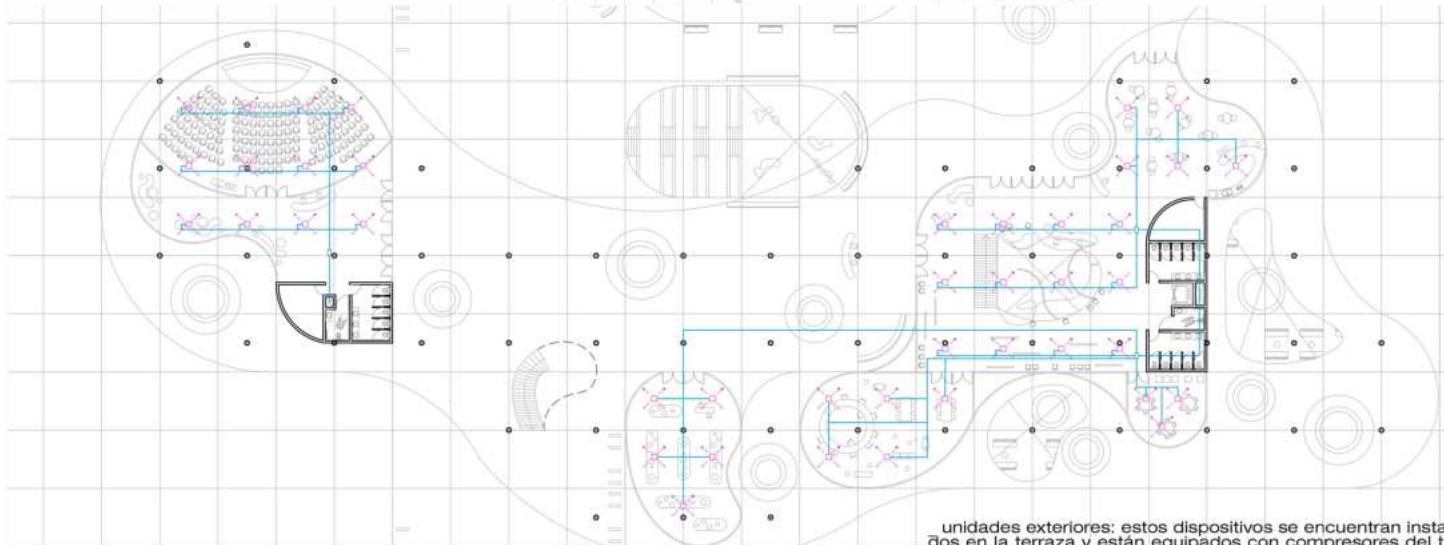 unidades exteriores: estos dispositivos se encuentran insta
dos en la terraza y están equipados con compresores del t